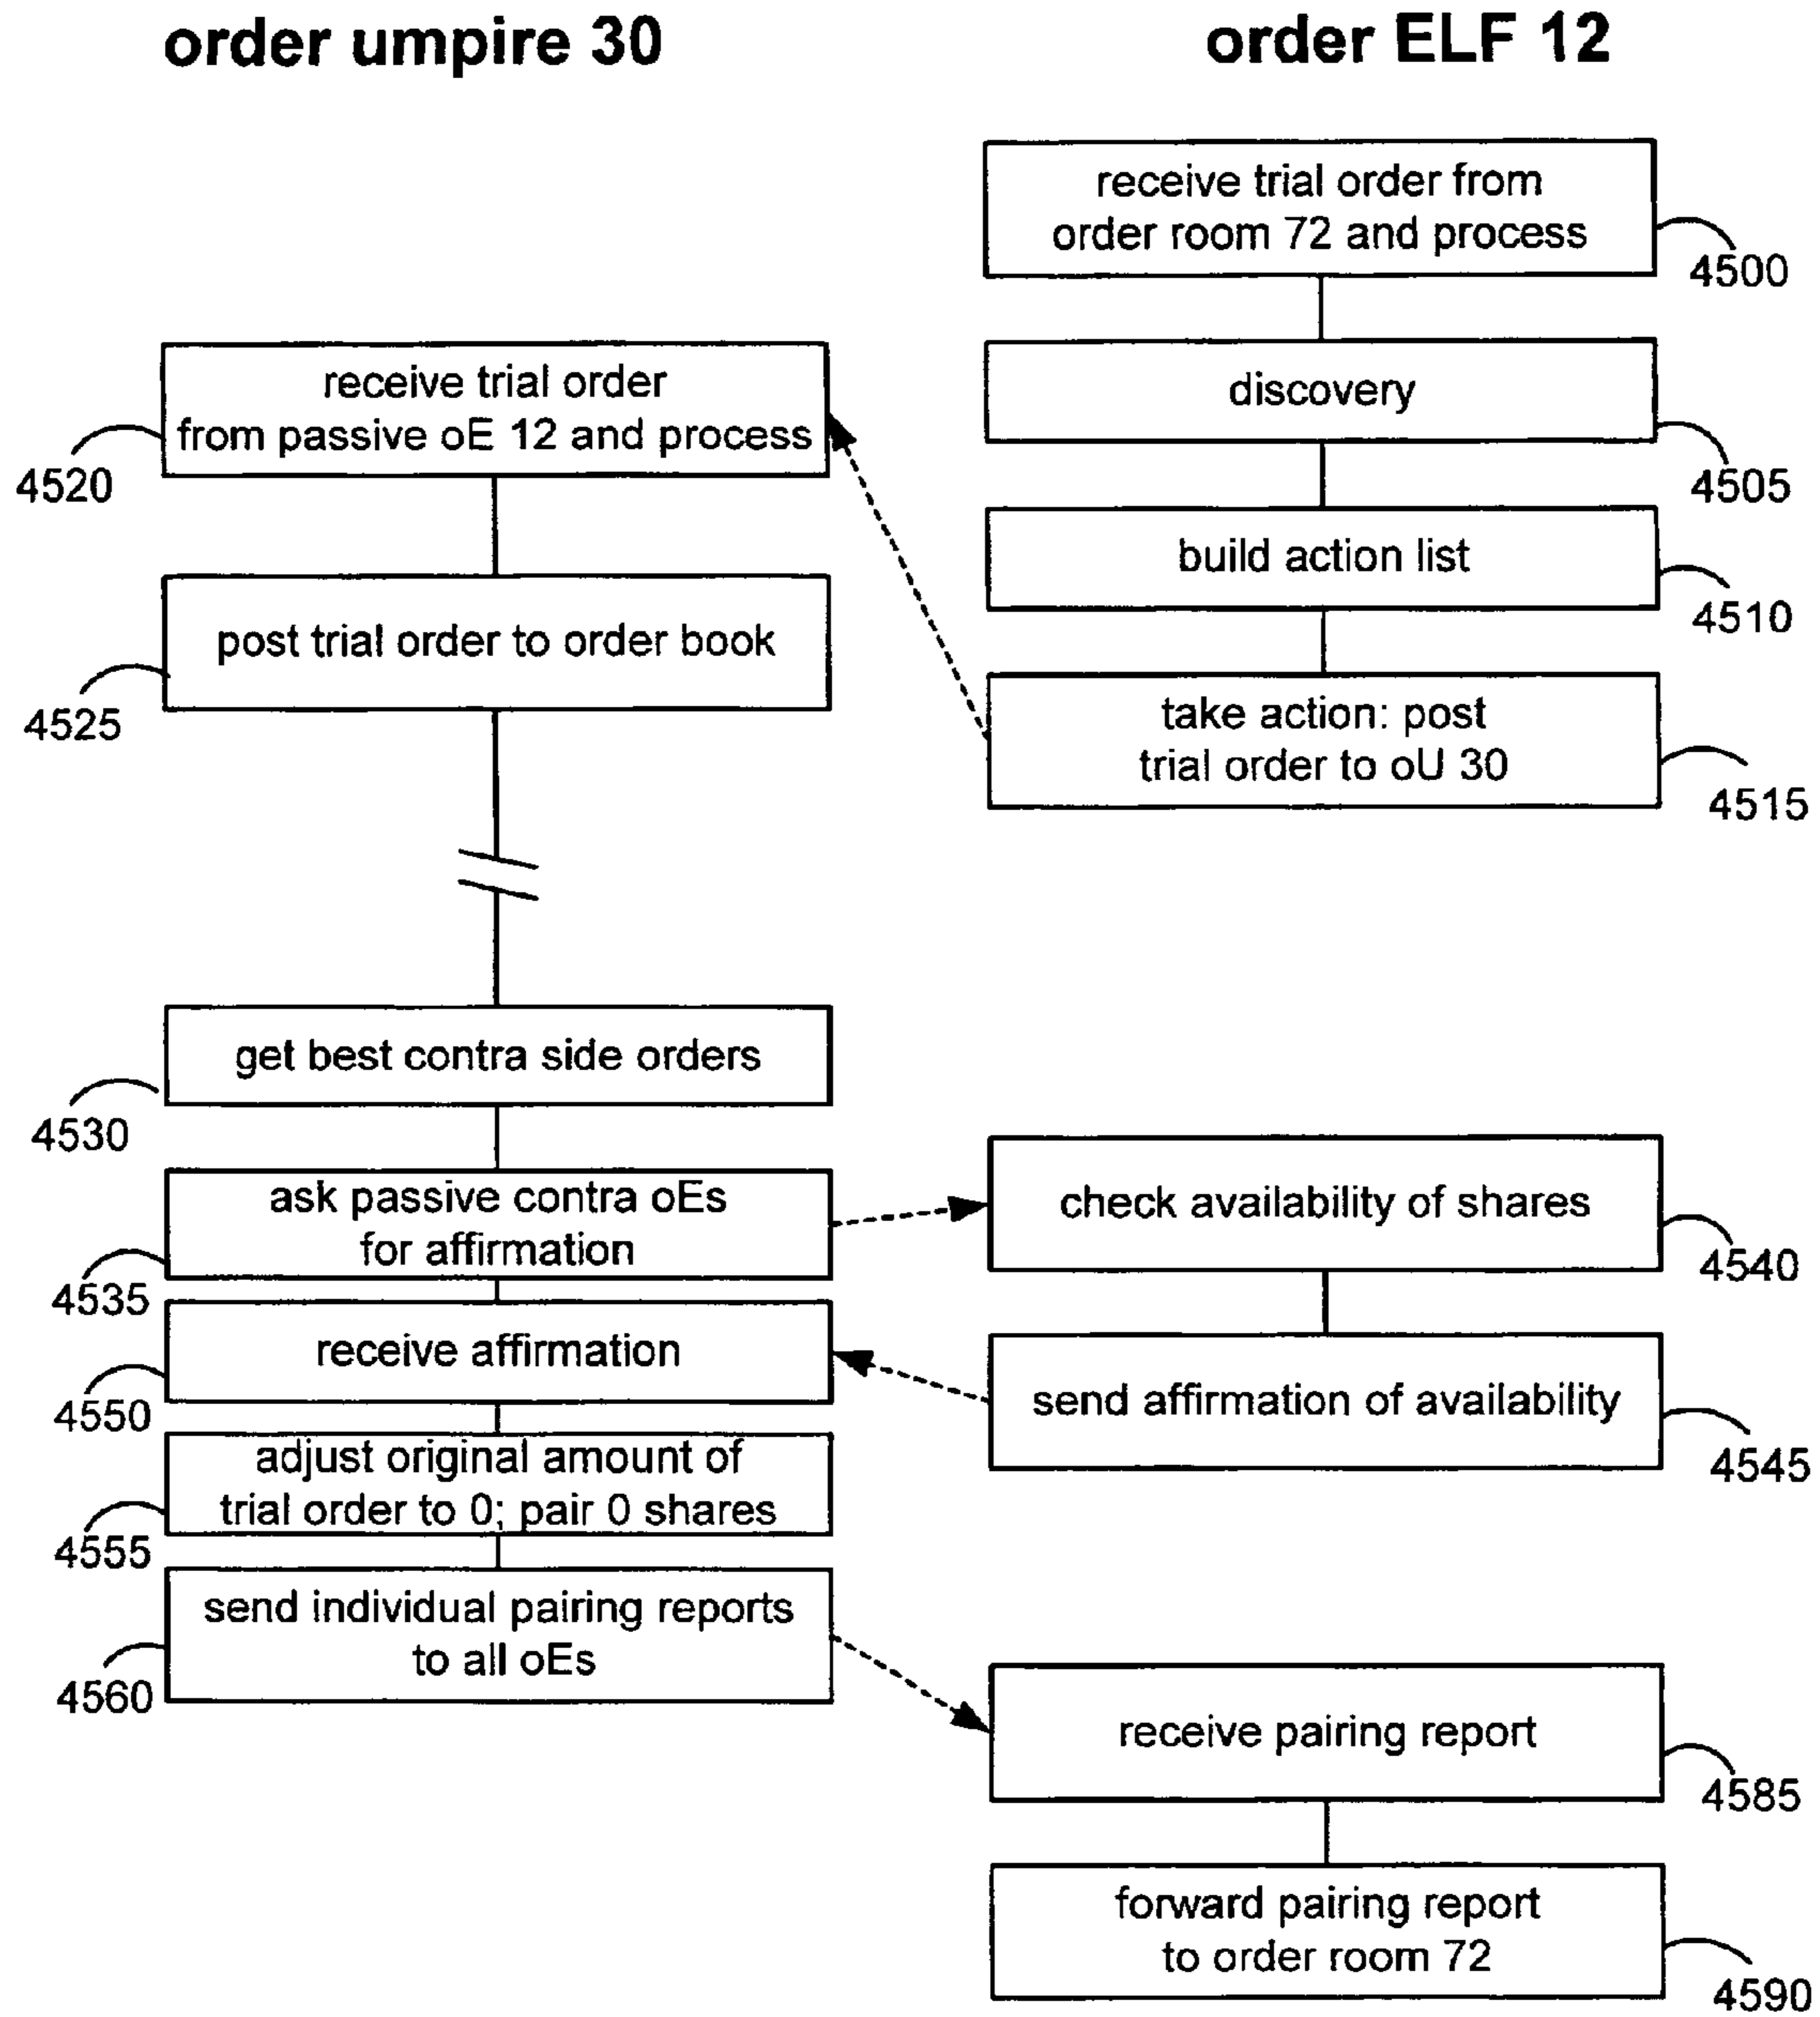 order umpire 30
order ELF 12
receive trial order from
order room 72 and process
4500
discovery
4505
build action list
4510
take action: post
trial order to oU 30
4515
receive trial order
from passive oE 12 and process
4520
post trial order to order book
4525
get best contra side orders
4530
ask passive contra oEs
for affirmation
4535
check availability of shares
4540
send affirmation of availability
4545
receive affirmation
4550
adjust original amount of
trial order to 0; pair 0 shares
4555
send individual pairing reports
to all oEs
4560
receive pairing report
4585
forward pairing report
to order room 72
4590